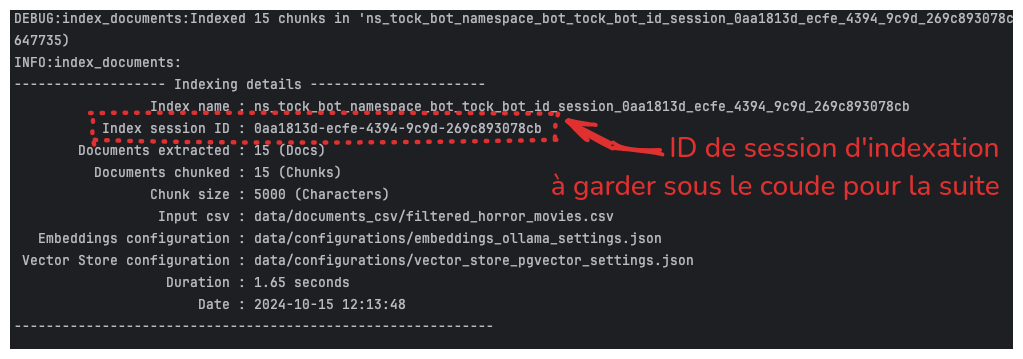 DEBUG:index_documents:Indexed 15 chunks in 'ns_tock_bot_namespace_bot_tock_bot_id_session_0aa1813d_ecfe_4394_9c9d_269c893078c
647735)
INFO:index_documents:
------------------- Indexing details ----------------------
Index name : ns_tock_bot_namespace_bot_tock_bot_id_session_0aa1813d_ecfe_4394_9c9d_269c893078cb
Index session ID : 0aa1813d-ecfe-4394-9c9d-269c893078cb
ID de session d'indexation
à garder sous le coude pour la suite
Documents extracted : 15 (Docs)
Documents chunked : 15 (Chunks)
Chunk size : 5000 (Characters)
Input csv : data/documents_csv/filtered_horror_movies.csv
Embeddings configuration : data/configurations/embeddings_ollama_settings.json
Vector Store configuration : data/configurations/vector_store_pgvector_settings.json
Duration : 1.65 seconds
Date : 2024-10-15 12:13:48
------------------------------------------------------------